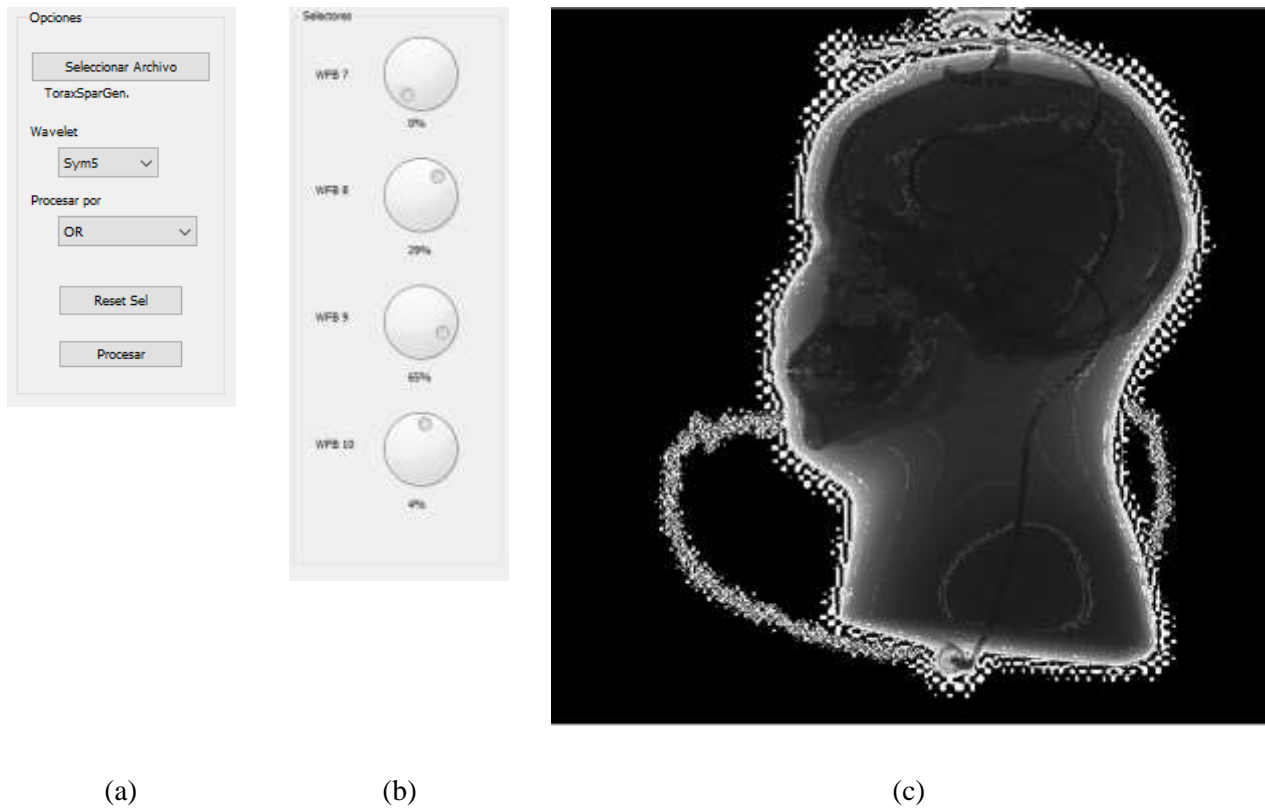 Opciones
Seleccionar Archivo
ToraxSparGen.
Wavelet
Sym5
Procesar por
OR
Reset Sel
Procesar
Selectores
WFB 7
0%
WFB 8
29%
WFB 9
65%
WFB 10
4%
(a)
(b)
(c)